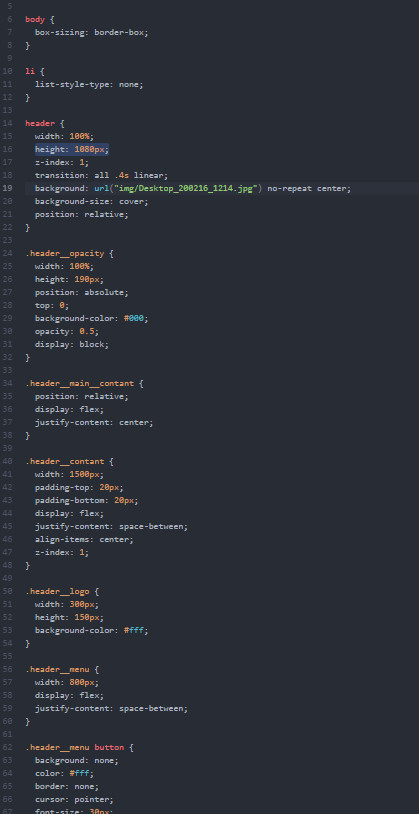 5
6 body {
7 box-sizing: border-box;
8 }
9
10 li {
11 list-style-type: none;
12 }
13
14 header {
15 width: 100%;
16 height: 1080px;
17 z-index: 1;
18 transition: all .4s linear;
19 background: url("img/Desktop_200216_1214.jpg") no-repeat center;
20 background-size: cover;
21 position: relative;
22 }
23
24 .header__opacity {
25 width: 100%;
26 height: 190px;
27 position: absolute;
28 top: 0;
29 background-color: #000;
30 opacity: 0.5;
31 display: block;
32 }
33
34 .header__main__contant {
35 position: relative;
36 display: flex;
37 justify-content: center;
38 }
39
40 .header__contant {
41 width: 1500px;
42 padding-top: 20px;
43 padding-bottom: 20px;
44 display: flex;
45 justify-content: space-between;
46 align-items: center;
47 z-index: 1;
48 }
49
50 .header__logo {
51 width: 300px;
52 height: 150px;
53 background-color: #fff;
54 }
55
56 .header__menu {
57 width: 800px;
58 display: flex;
59 justify-content: space-between;
60 }
61
62 .header__menu button {
63 background: none;
64 color: #fff;
65 border: none;
66 cursor: pointer;
67 font-size: 30px;